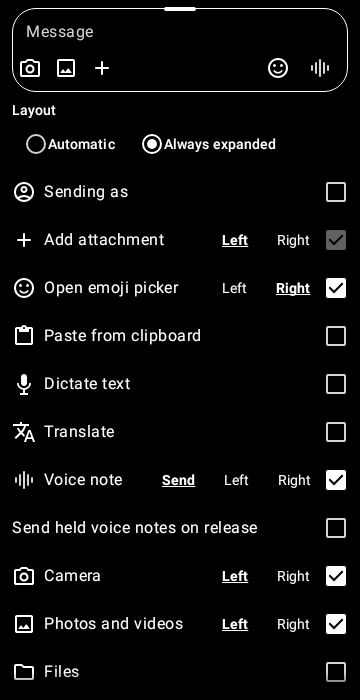 Message
Layout
Automatic Always expanded
Sending as
Add attachment Left Right
Open emoji picker Left Right
Paste from clipboard
Dictate text
Translate
Voice note Send Left Right
Send held voice notes on release
Camera Left Right
Photos and videos Left Right
Files